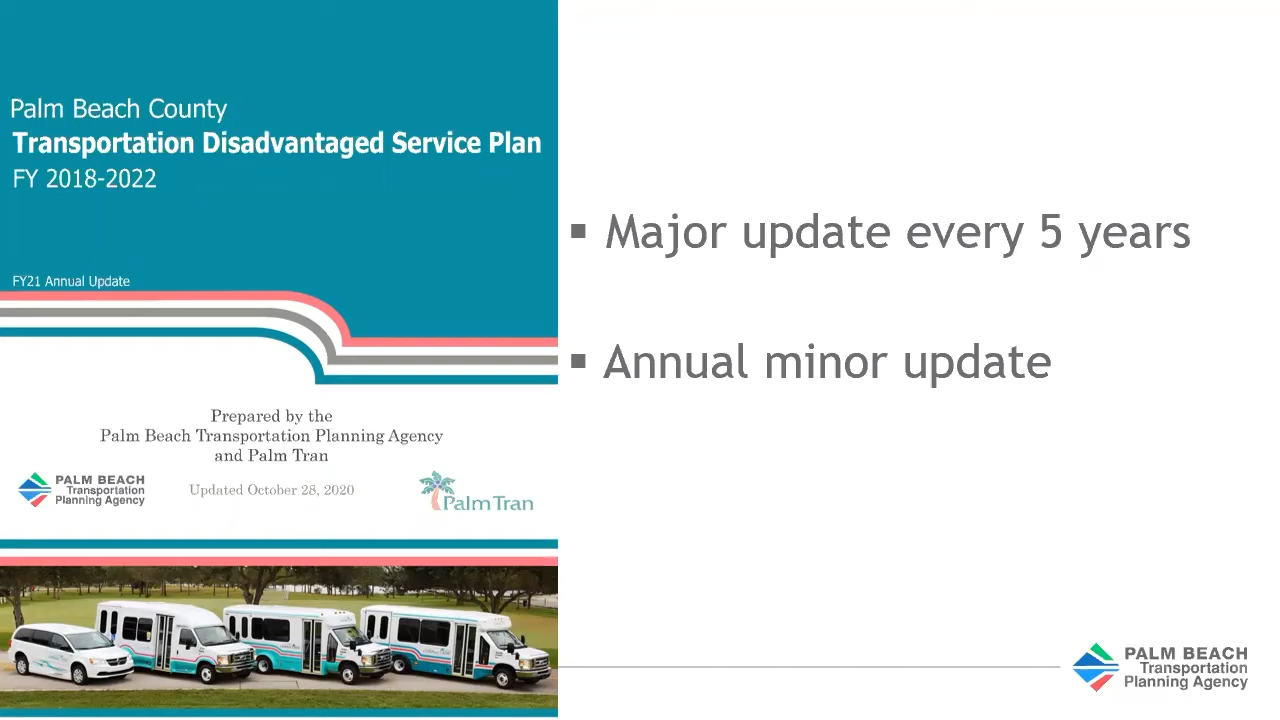 Palm Beach County
Transportation Disadvantaged Service Plan
FY 2018-2022
FY21 Annual Update
Prepared by the
Palm Beach Transportation Planning Agency
and Palm Tran
PALM BEACH
Transportation
Planning Agency
Updated October 28, 2020
Palm Tran
▪ Major update every 5 years
▪ Annual minor update
PALM BEACH
Transportation
Planning Agency